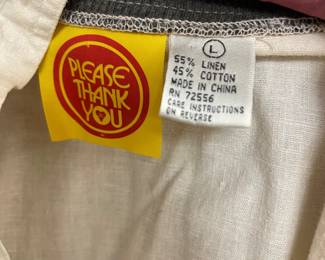 PLEASE
THANK
YOU
L
55% LINEN
45% COTTON
MADE IN CHINA
RN 72556
CARE INSTRUCTIONS
ON REVERSE